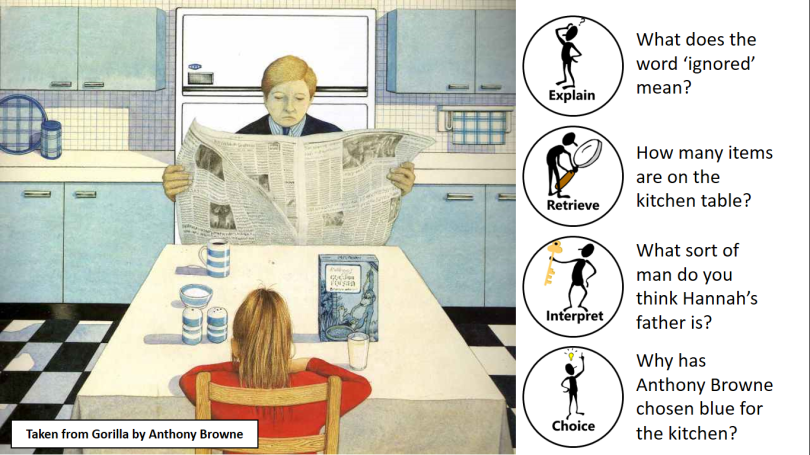 Explain
What does the
word ‘ignored’
mean?
Retrieve
How many items
are on the
kitchen table?
Interpret
What sort of
man do you
think Hannah’s
father is?
Choice
Why has
Anthony Browne
chosen blue for
the kitchen?
Taken from Gorilla by Anthony Browne